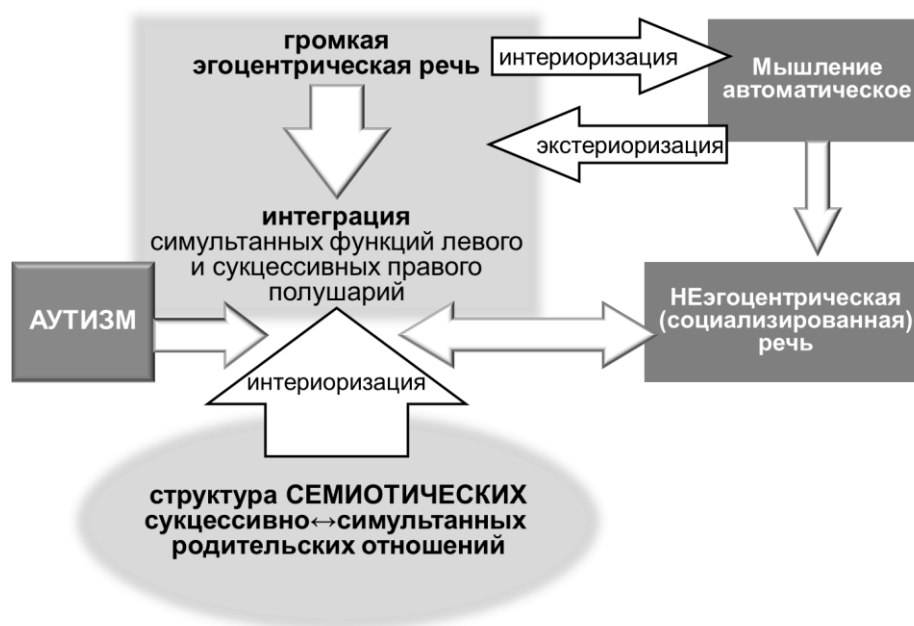 громкая
эгоцентрическая речь
интериоризация
Мышление
автоматическое
экстериоризация
интеграция
симультанных функций левого
и сукцессивных правого
полушарий
АУТИЗМ
НЕэгоцентрическая
(социализированная)
речь
интериоризация
структура СЕМИОТИЧЕСКИХ
сукцессивно↔симультанных
родительских отношений